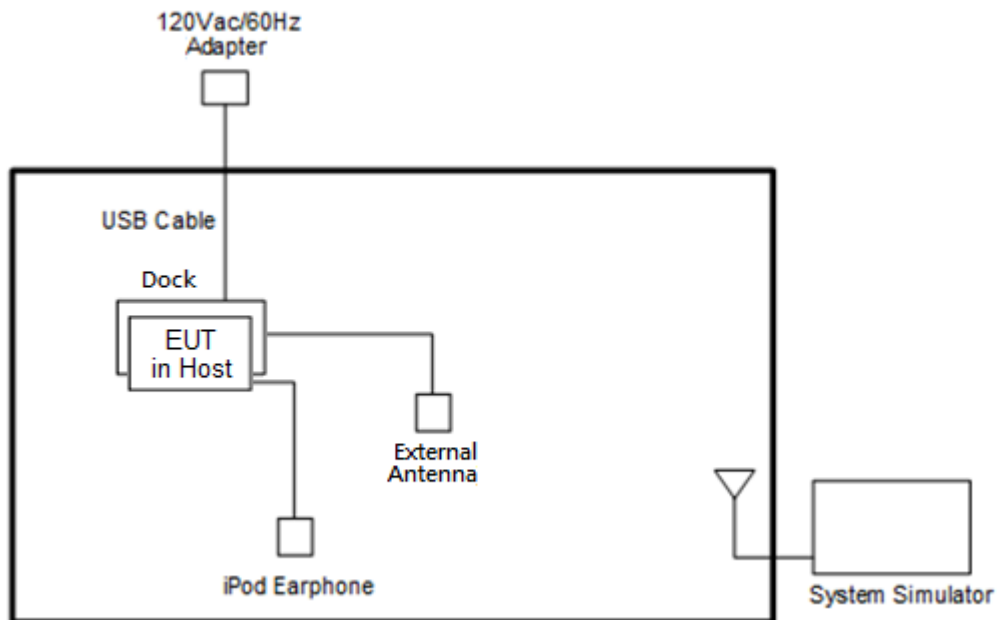 120Vac/60Hz
Adapter
USB Cable
Dock
EUT
in Host
External
Antenna
iPod Earphone
System Simulator